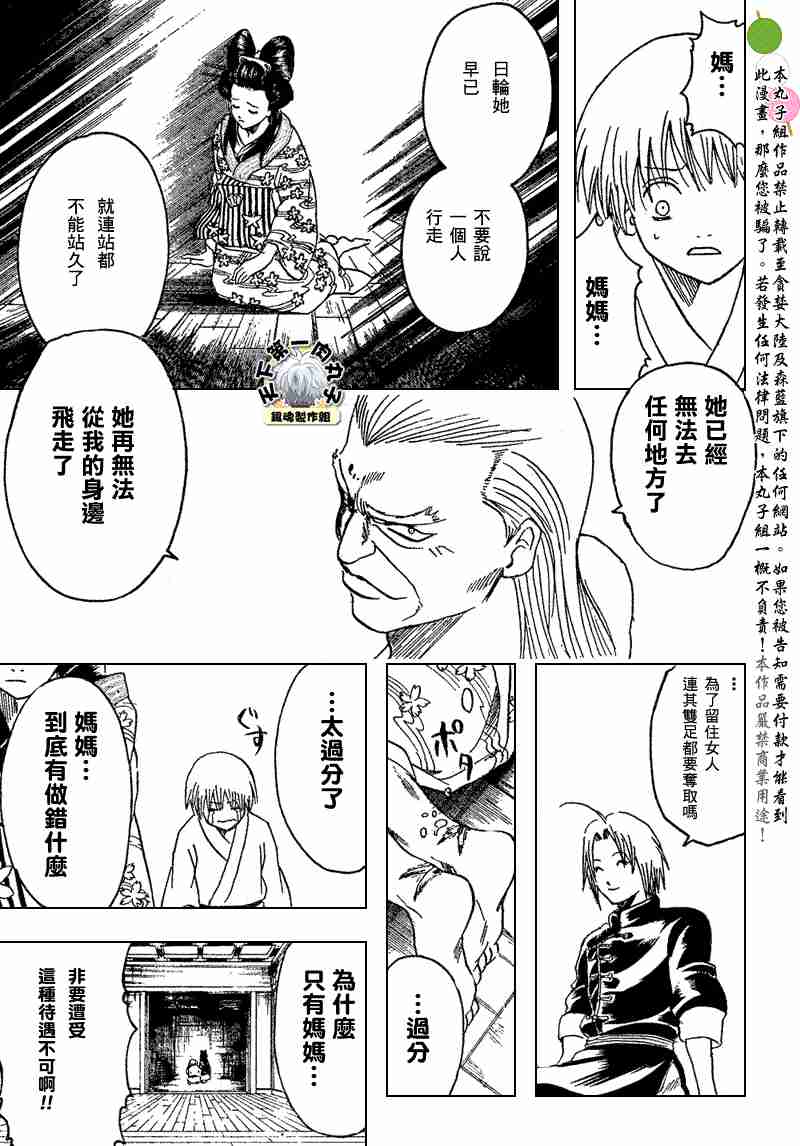 媽…
媽媽…
不要說
一個人
行走
日輪她
早已
就連站都
不能站久了
她已經
無法去
任何地方了
她再無法
從我的身邊
飛走了
…
為了留住女人
連其雙足都要奪取嗎
ポタ
…過分
…太過分了
ぐす
媽媽…
到底有做錯什麼
為什麼
只有媽媽…
非要遭受
這種待遇不可啊!!
天下第一肉丸子
銀魂製作組
本丸子組作品禁止轉載至貪婪大陸及森藍旗下的任何網站。如果您被告知需要付款才能看到
此漫畫，那麼您被騙了。若發生任何法律問題，本丸子組一概不負責！本作品嚴禁商業用途！